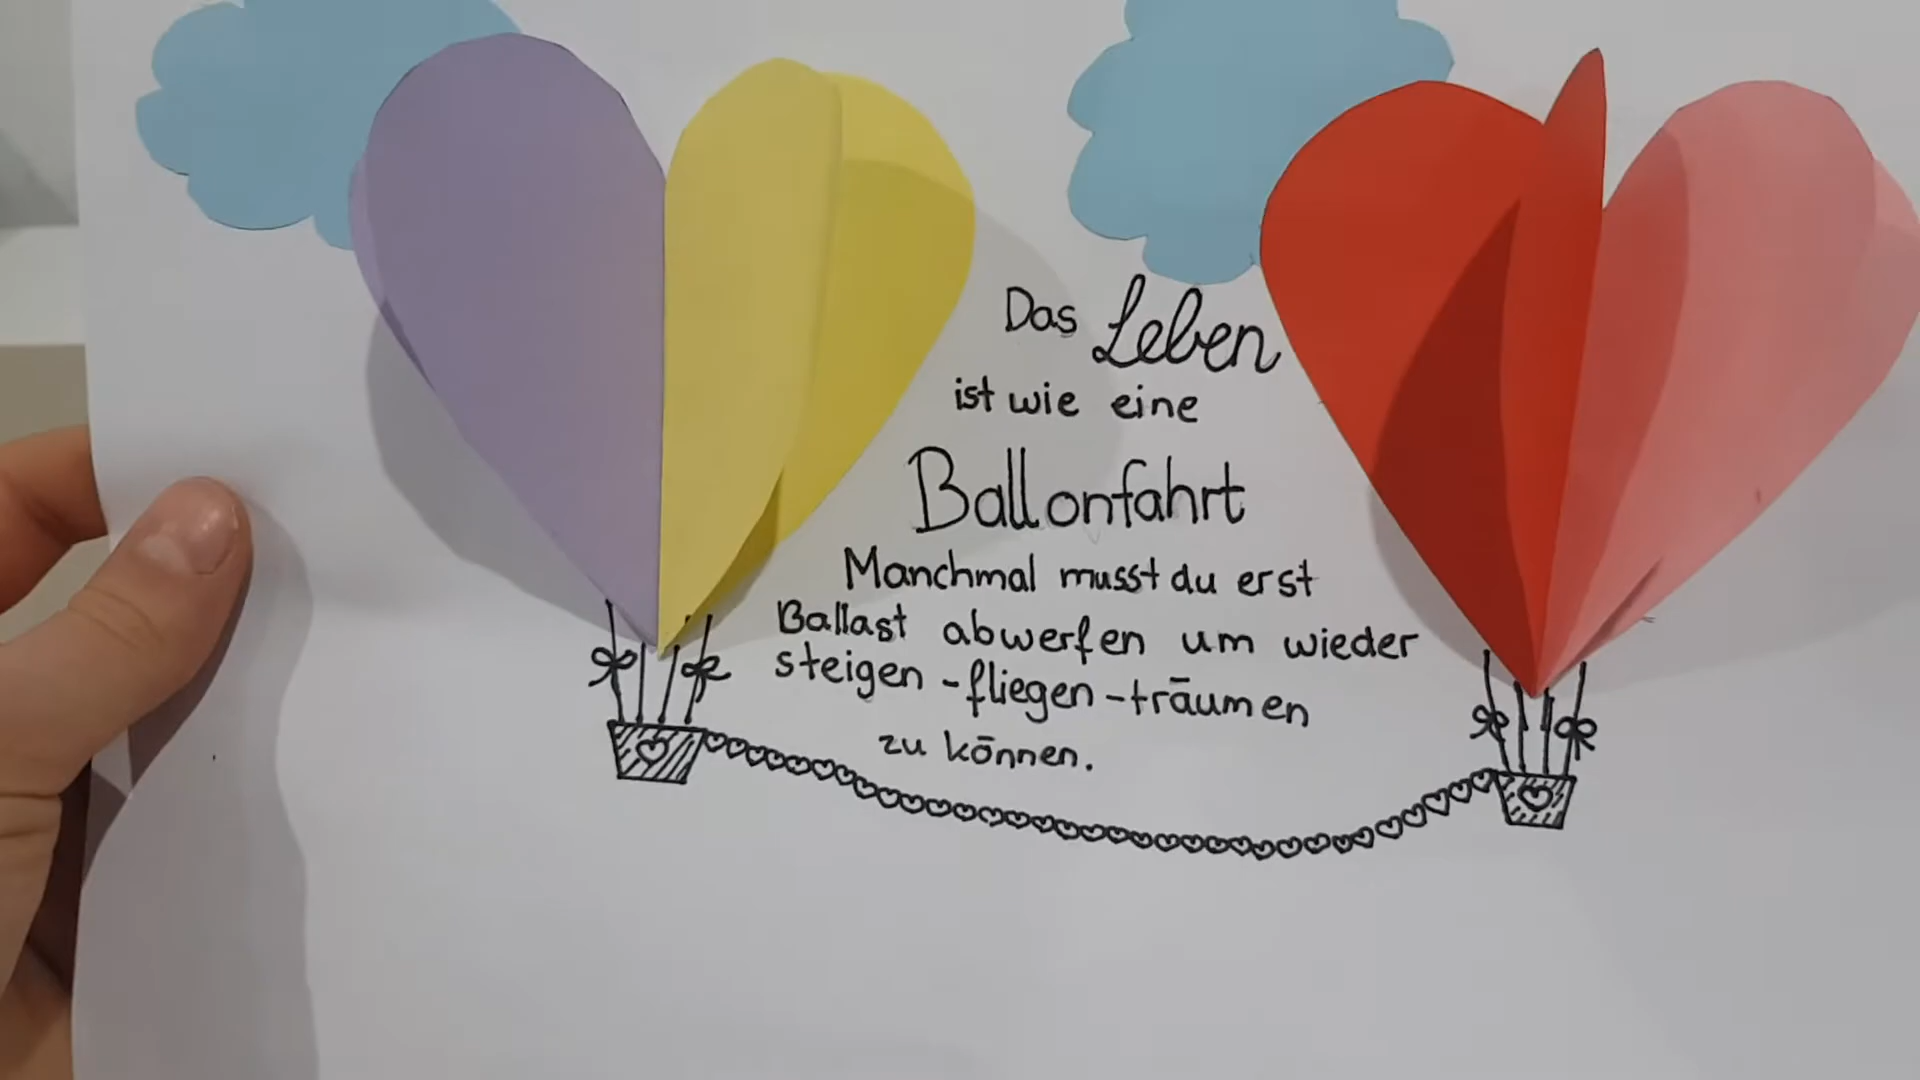 Das Leben
ist wie eine
Ballonfahrt
Manchmal musst du erst
Ballast abwerfen um wieder
steigen - fliegen - träumen
zu können.